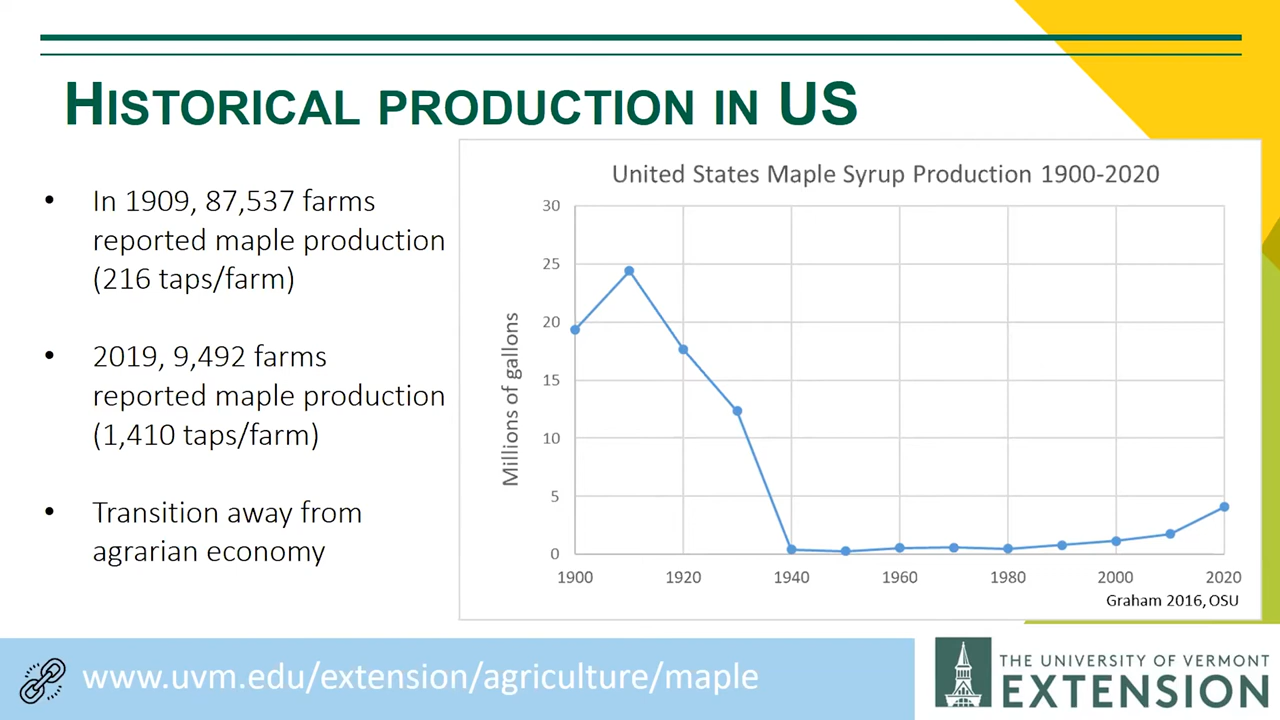 HISTORICAL PRODUCTION IN US
• In 1909, 87,537 farms
reported maple production
(216 taps/farm)
• 2019, 9,492 farms
reported maple production
(1,410 taps/farm)
• Transition away from
agrarian economy
United States Maple Syrup Production 1900-2020
Millions of gallons
30
25
20
15
10
5
0
1900 1920 1940 1960 1980 2000 2020
Graham 2016, OSU
www.uvm.edu/extension/agriculture/maple
THE UNIVERSITY OF VERMONT
EXTENSION